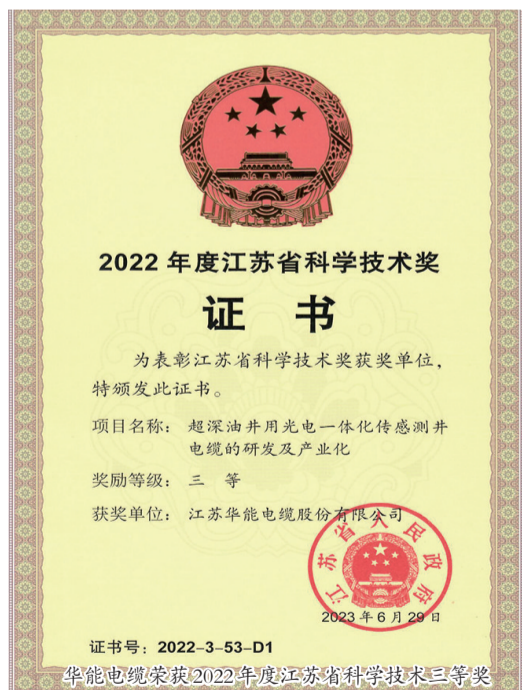 2022年度江苏省科学技术奖
证 书
为表彰江苏省科学技术奖获奖单位,
特颁发此证书。
项目名称: 超深油井用光电一体化传感测井
电缆的研发及产业化
奖励等级: 三 等
获奖单位: 江苏华能电缆股份有限公司
江苏省人民政府
2023年6月29日
证书号: 2022-3-53-D1
华能电缆荣获2022年度江苏省科学技术三等奖